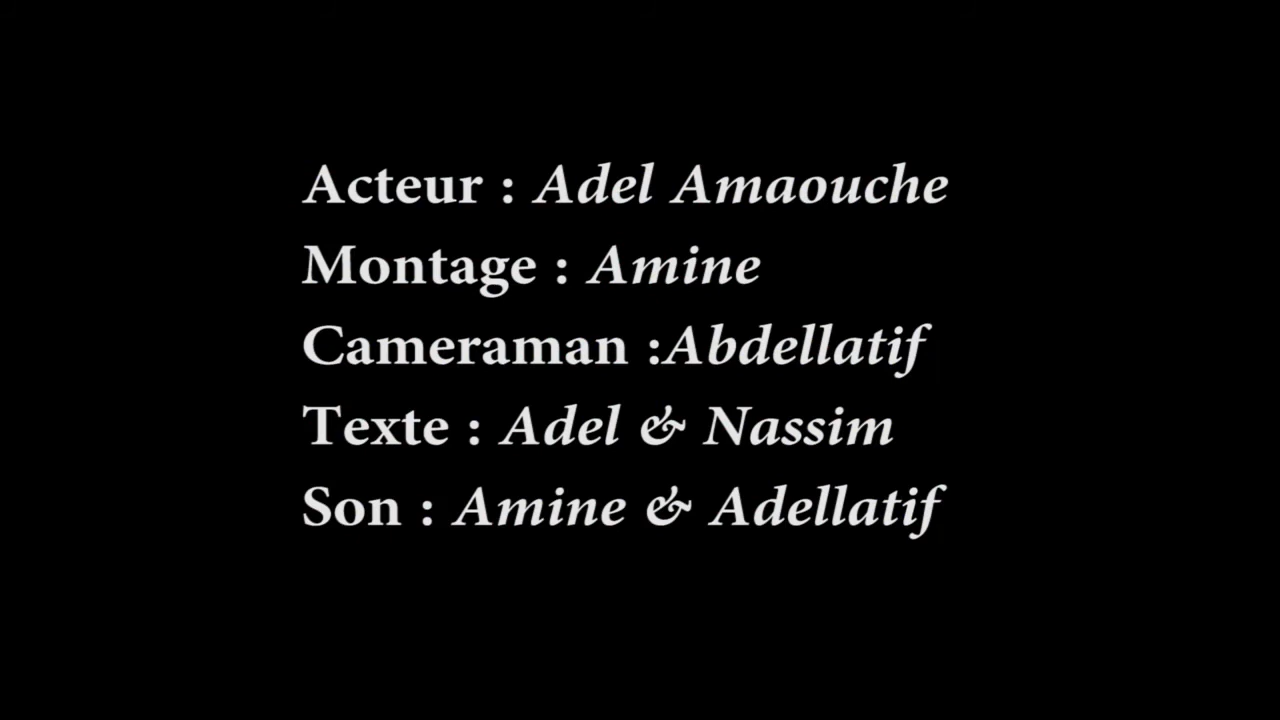 Acteur : Adel Amaouche
Montage : Amine
Cameraman :Abdellatif
Texte : Adel & Nassim
Son : Amine & Adellatif